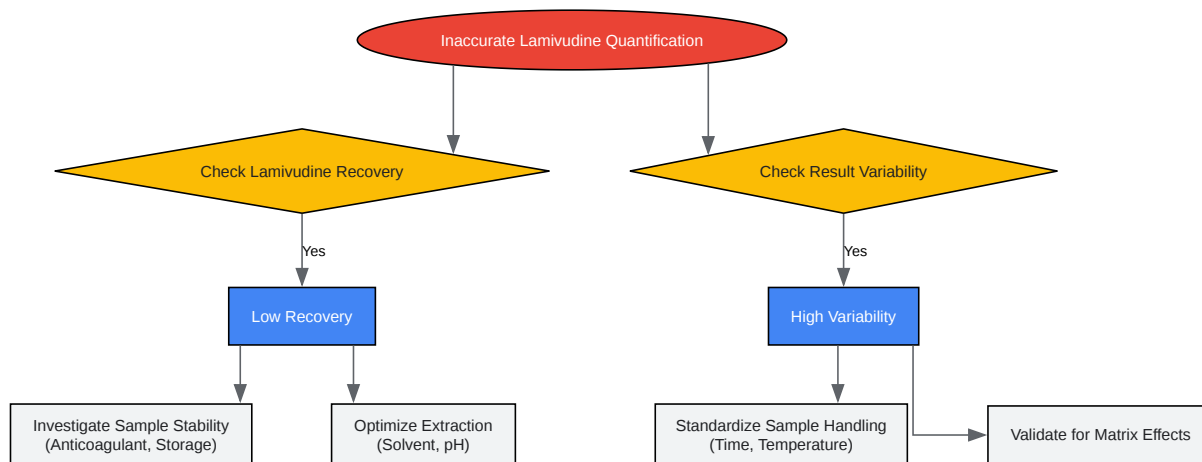 Inaccurate Lamivudine Quantification
Check Lamivudine Recovery
Check Result Variability
Yes
Yes
Low Recovery
High Variability
Investigate Sample Stability
(Anticoagulant, Storage)
Optimize Extraction
(Solvent, pH)
Standardize Sample Handling
(Time, Temperature)
Validate for Matrix Effects